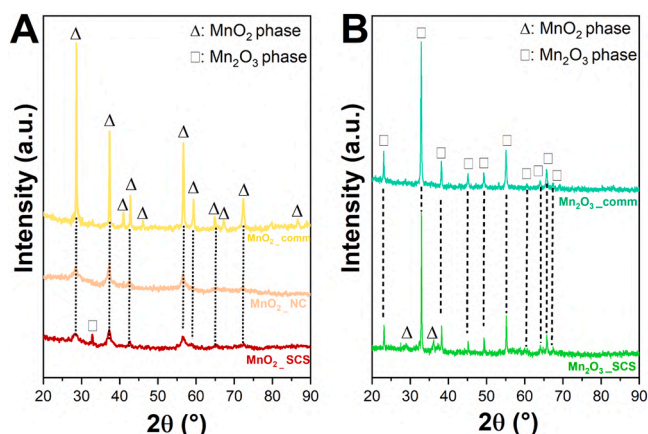 A
Δ: MnO₂ phase
□: Mn₂O₃ phase
Intensity (a.u.)
MnO₂_comm
MnO₂_NC
MnO₂_SCS
20 30 40 50 60 70 80 90
2θ (°)
B
Δ: MnO₂ phase
□: Mn₂O₃ phase
Intensity (a.u.)
Mn₂O₃_comm
Mn₂O₃_SCS
20 30 40 50 60 70 80 90
2θ (°)